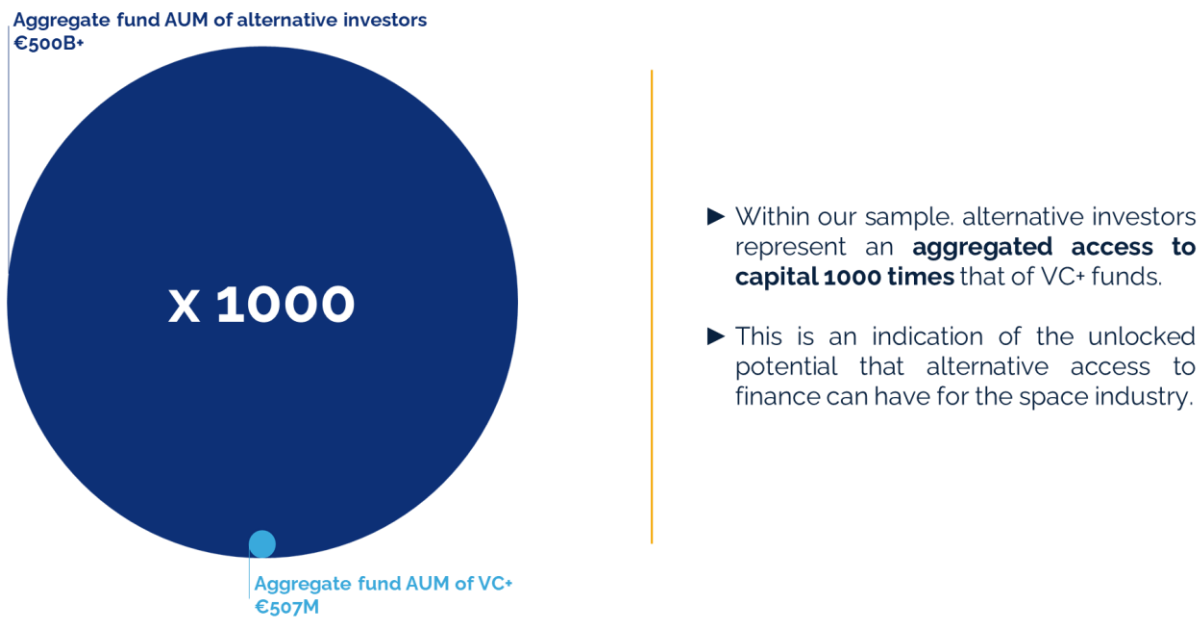 Aggregate fund AUM of alternative investors
€500B+
x 1000
Aggregate fund AUM of VC+
€507M
► Within our sample. alternative investors
represent an aggregated access to
capital 1000 times that of VC+ funds.
► This is an indication of the unlocked
potential that alternative access to
finance can have for the space industry.